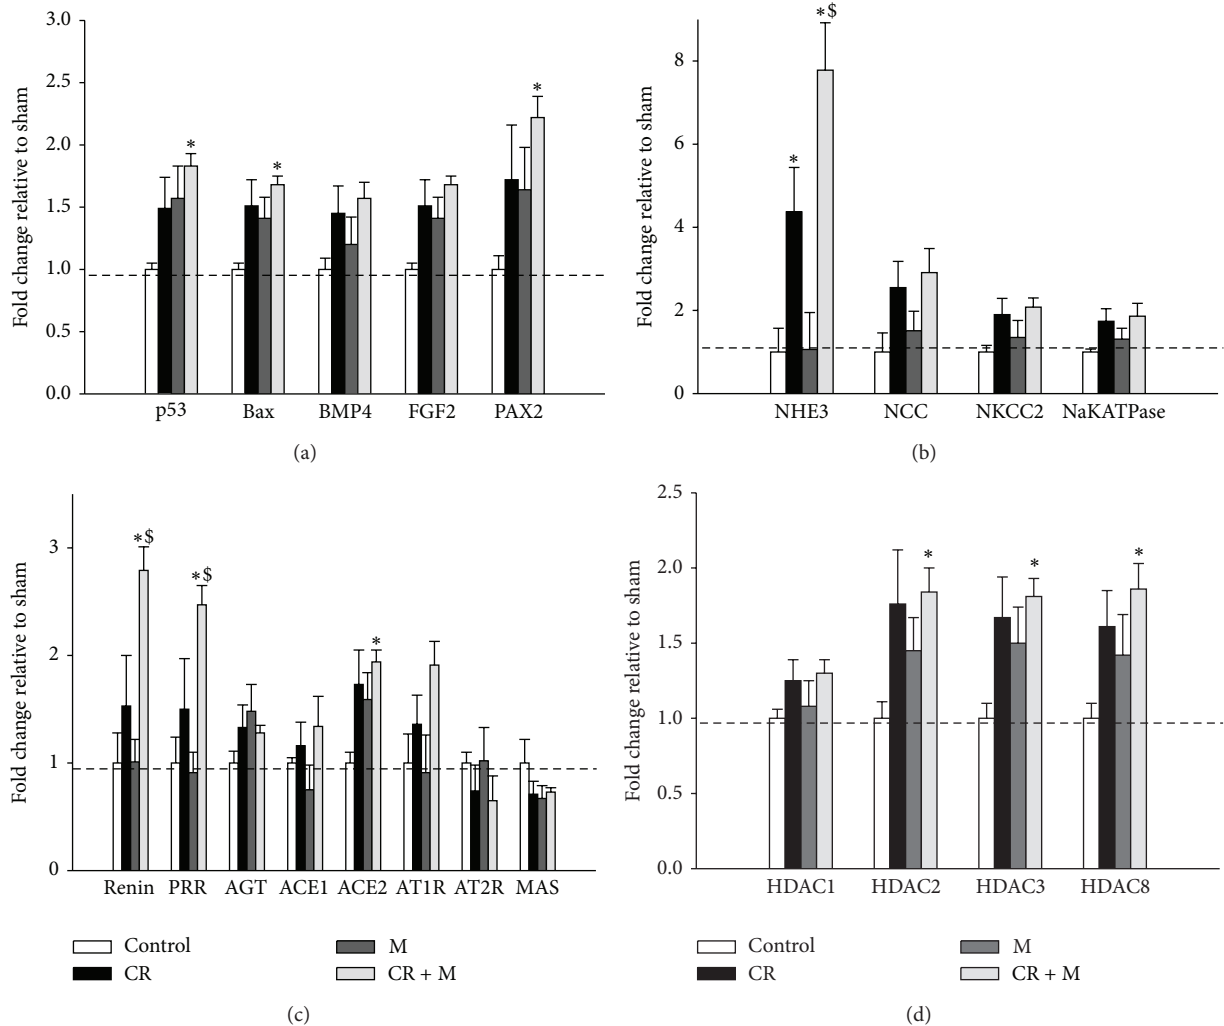 Fold change relative to sham
3.0
2.5
2.0
1.5
1.0
0.5
0.0
*
*
*
p53 Bax BMP4 FGF2 PAX2
(a)
Fold change relative to sham
8
6
4
2
0
*
*$
NHE3 NCC NKCC2 NaKATPase
(b)
Fold change relative to sham
3
2
1
0
*$
*$
*
Renin PRR AGT ACE1 ACE2 AT1R AT2R MAS
Control
CR
M
CR + M
(c)
Fold change relative to sham
2.5
2.0
1.5
1.0
0.5
0.0
*
*
*
HDAC1 HDAC2 HDAC3 HDAC8
Control
CR
M
CR + M
(d)